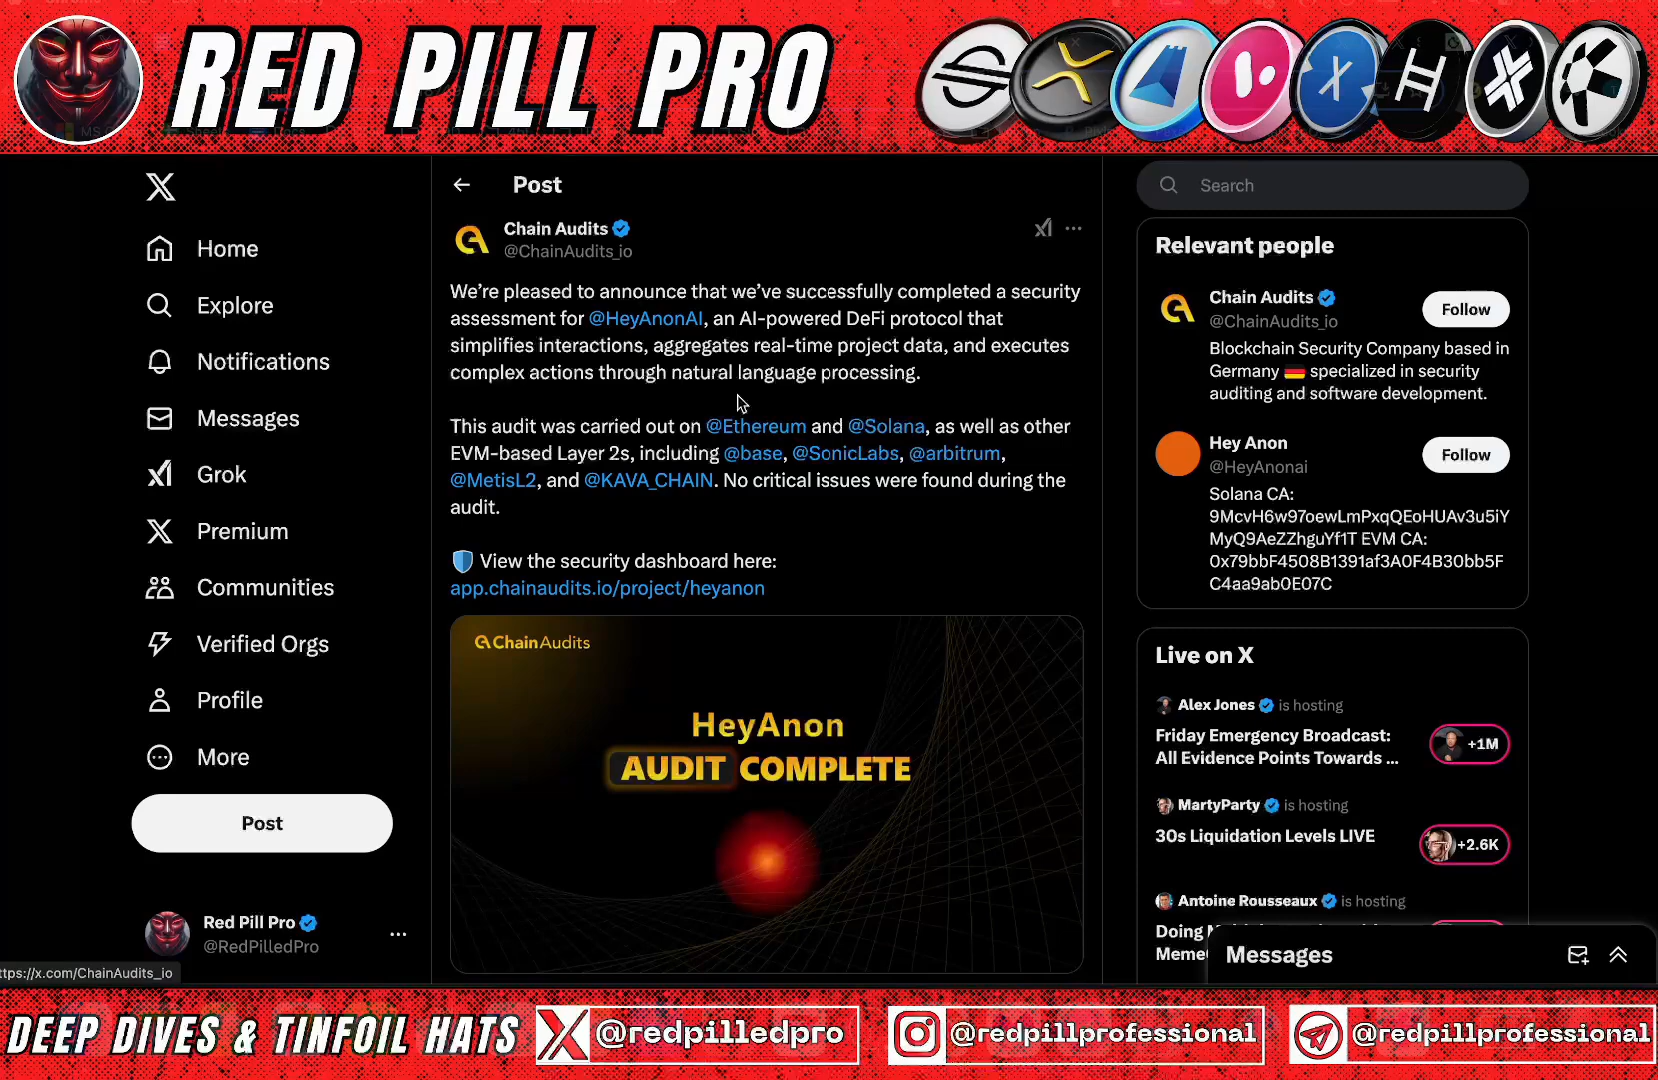 RED PILL PRO
Home
Explore
Notifications
Messages
Grok
Premium
Communities
Verified Orgs
Profile
More
Post
Red Pill Pro
@RedPilledPro
ttps://x.com/ChainAudits_io
Post
Chain Audits
@ChainAudits_io
We're pleased to announce that we've successfully completed a security
assessment for @HeyAnonAI, an AI-powered DeFi protocol that
simplifies interactions, aggregates real-time project data, and executes
complex actions through natural language processing.
This audit was carried out on @Ethereum and @Solana, as well as other
EVM-based Layer 2s, including @base, @SonicLabs, @arbitrum,
@MetisL2, and @KAVA_CHAIN. No critical issues were found during the
audit.
View the security dashboard here:
app.chainaudits.io/project/heyanon
ChainAudits
HeyAnon
AUDIT COMPLETE
Search
Relevant people
Chain Audits
@ChainAudits_io
Follow
Blockchain Security Company based in
Germany 🇩🇪 specialized in security
auditing and software development.
Hey Anon
@HeyAnonai
Follow
Solana CA:
9McvH6w97oewLmPxqQEoHUAv3u5iY
MyQ9AeZZhguYf1T EVM CA:
0x79bbF4508B1391af3A0F4B30bb5F
C4aa9ab0E07C
Live on X
Alex Jones is hosting
Friday Emergency Broadcast:
All Evidence Points Towards ...
+1M
MartyParty is hosting
30s Liquidation Levels LIVE
+2.6K
Antoine Rousseaux is hosting
Doing
Meme
Messages
DEEP DIVES & TINFOIL HATS
@redpilledpro
@redpillprofessional
@redpillprofessional